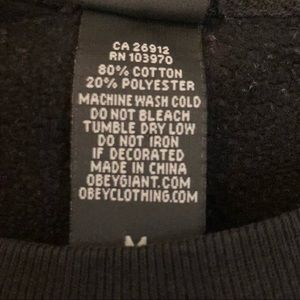 CA 26912
RN 103970
80% COTTON
20% POLYESTER
MACHINE WASH COLD
DO NOT BLEACH
TUMBLE DRY LOW
DO NOT IRON
IF DECORATED
MADE IN CHINA
OBEYGIANT.COM
OBEYCLOTHING.COM
M